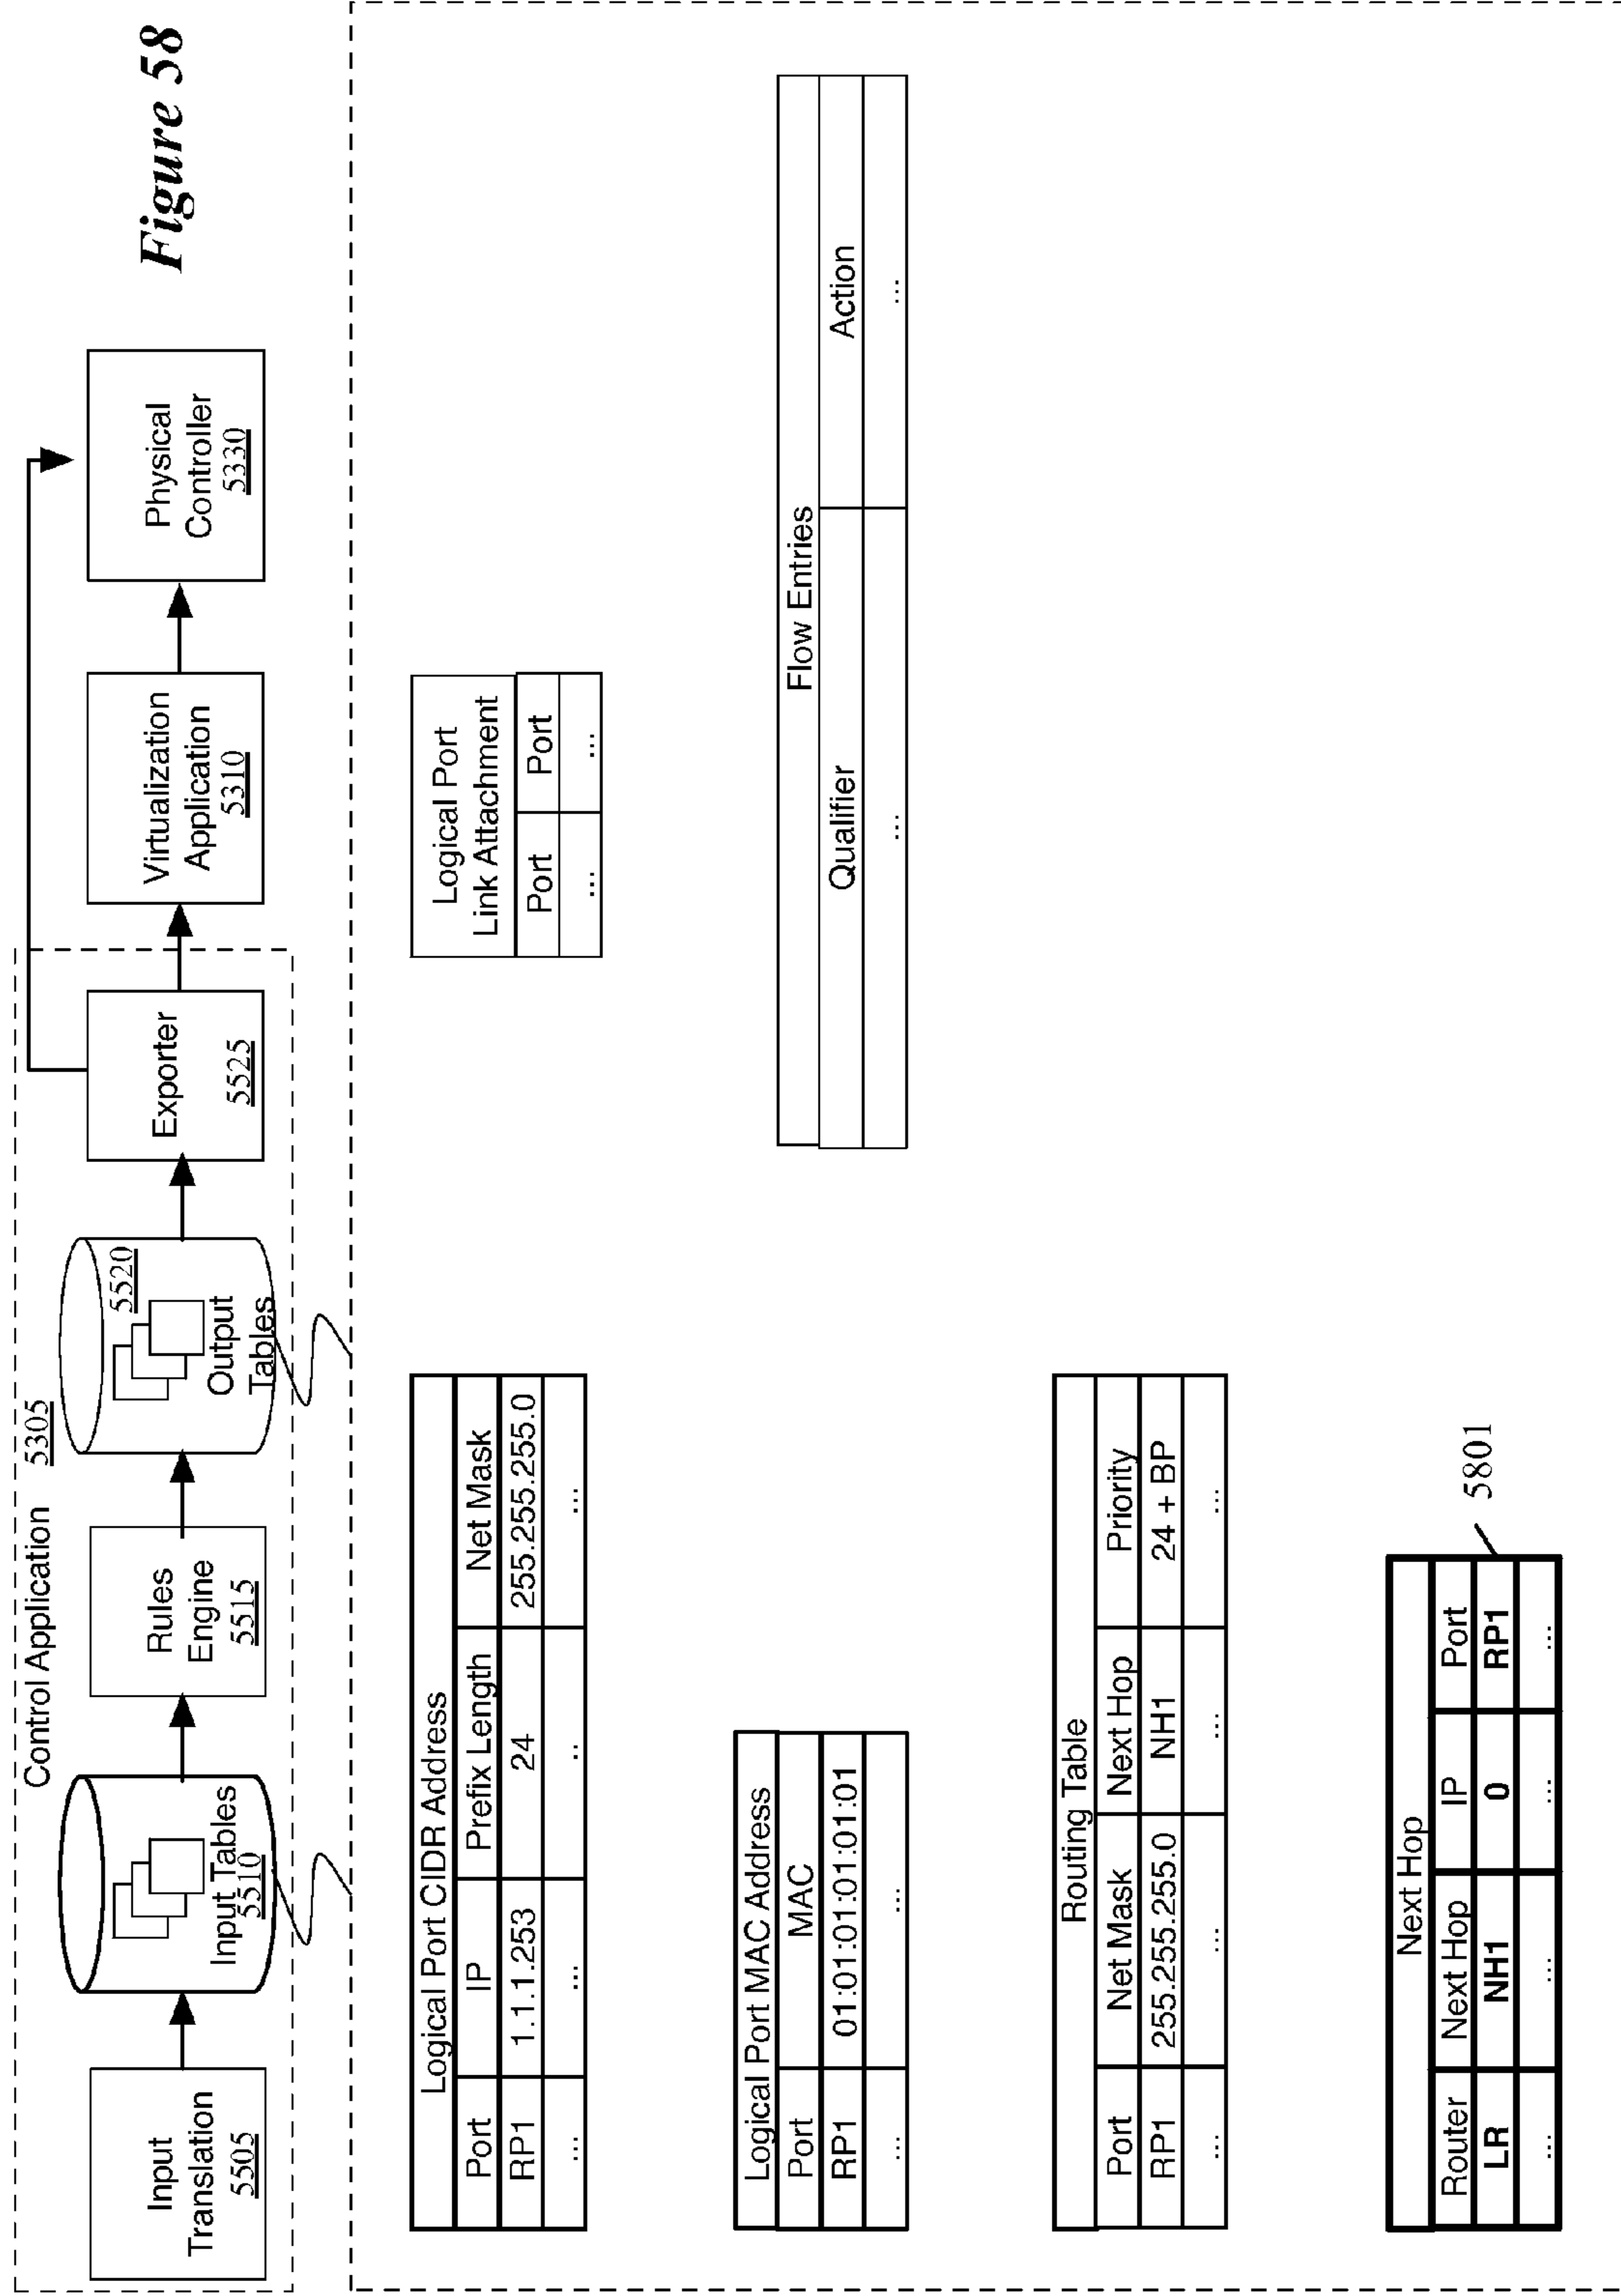 Figure 58
Control Application 5305
Input
Translation
5505
Input Tables
5510
Rules
Engine
5515
5520
Output
Tables
Exporter
5525
Virtualization
Application
5310
Physical
Controller
5330
Logical Port CIDR Address
Port IP Prefix Length Net Mask
RP1 1.1.1.253 24 255.255.255.0
... ... .. ...
Logical Port
Link Attachment
Port Port
... ...
Logical Port MAC Address
Port MAC
RP1 01:01:01:01:01:01
... ...
Flow Entries
Qualifier Action
... ...
Routing Table
Port Net Mask Next Hop Priority
RP1 255.255.255.0 NH1 24 + BP
... ... ... ...
Next Hop
Router Next Hop IP Port
LR NH1 0 RP1
... ... ... ...
5801